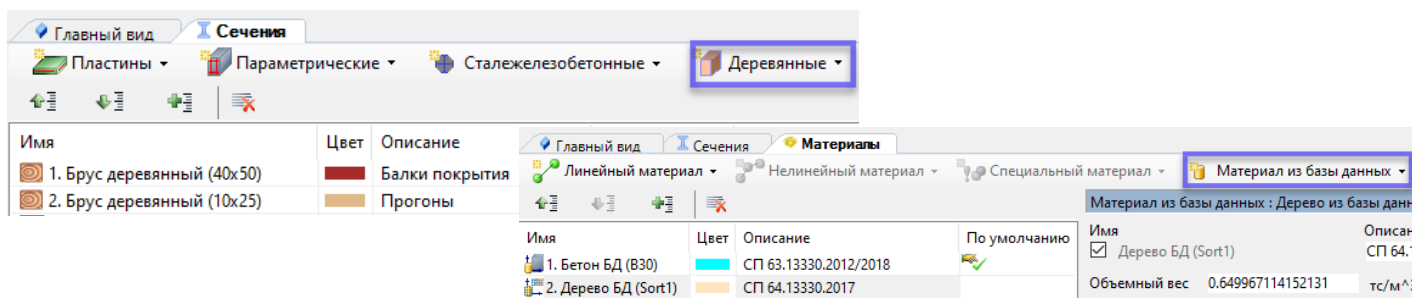 Главный вид Сечения
Пластины Параметрические Сталежелезобетонные Деревянные
Имя Цвет Описание
1. Брус деревянный (40x50) Балки покрытия
2. Брус деревянный (10x25) Прогоны
Главный вид Сечения Материалы
Линейный материал Нелинейный материал Специальный материал Материал из базы данных
Материал из базы данных : Дерево из базы данн
Имя Цвет Описание По умолчанию
Имя Описан
1. Бетон БД (B30) СП 63.13330.2012/2018
Дерево БД (Sort1) СП 64.1
2. Дерево БД (Sort1) СП 64.13330.2017
Объемный вес 0.649967114152131 тс/м^3